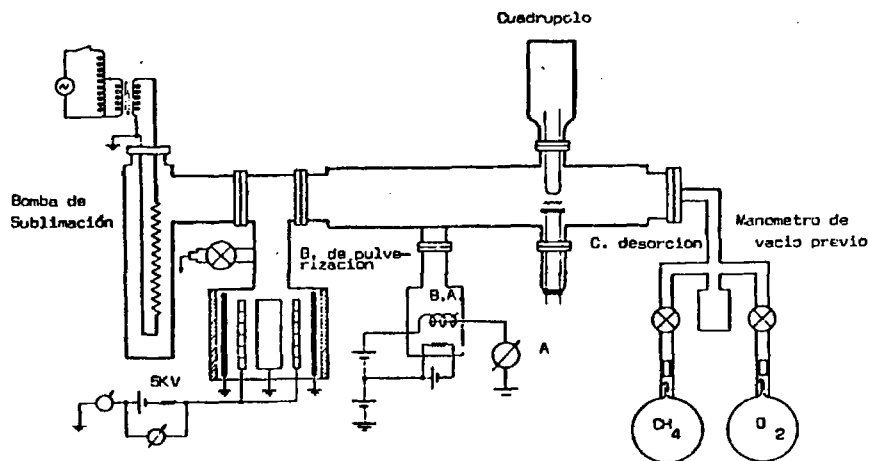 Cuadrupolo
Bomba de
Sublimación
B. de pulve
rización
C. desorcion
Manometro de
vacio previo
B.A.
A
5KV
CH4
O2